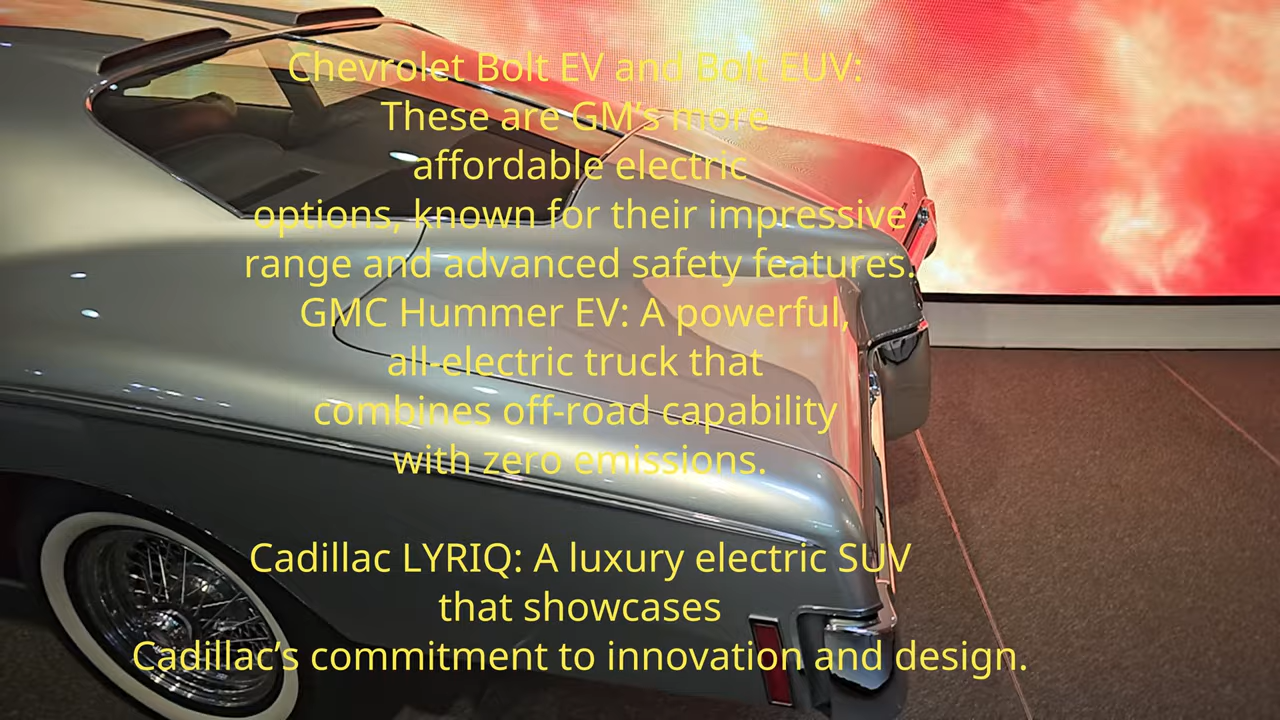 Chevrolet Bolt EV and Bolt EUV:
These are GM’s more
affordable electric
options, known for their impressive
range and advanced safety features.
GMC Hummer EV: A powerful,
all-electric truck that
combines off-road capability
with zero emissions.
Cadillac LYRIQ: A luxury electric SUV
that showcases
Cadillac’s commitment to innovation and design.